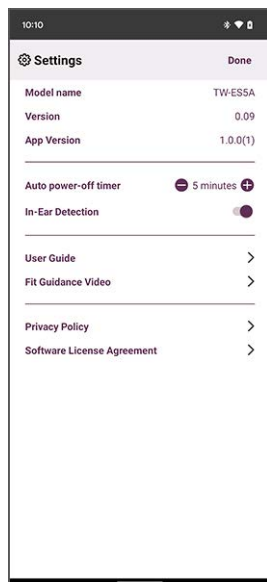 10:10
Settings Done
Model name TW-ES5A
Version 0.09
App Version 1.0.0(1)
Auto power-off timer 5 minutes
In-Ear Detection
User Guide
Fit Guidance Video
Privacy Policy
Software License Agreement